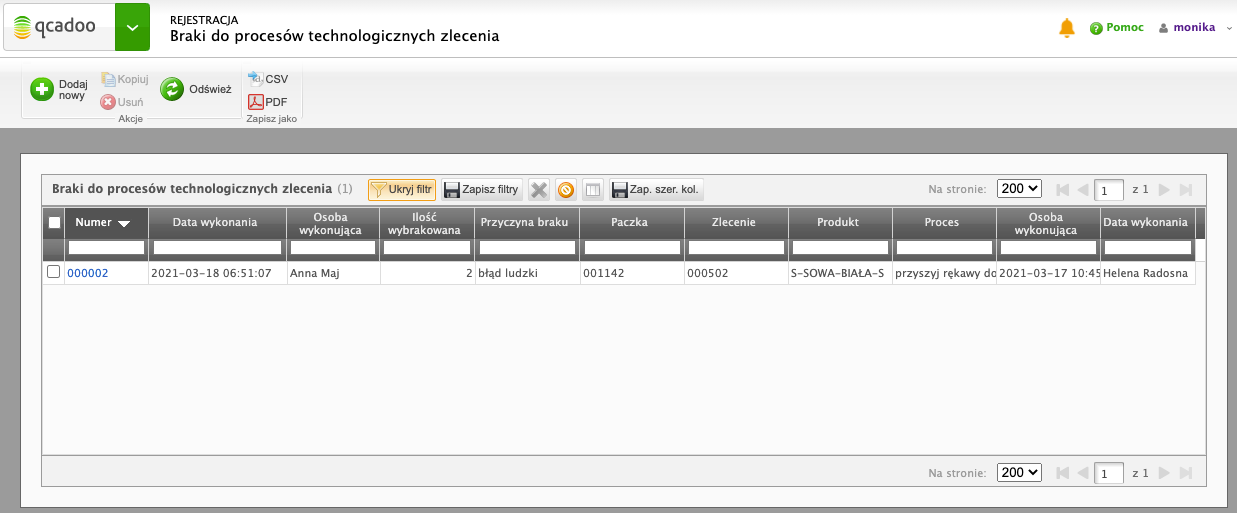 qcadoo
REJESTRACJA
Braki do procesów technologicznych zlecenia
Pomoc
monika
Dodaj
nowy
Kopiuj
Usuń
Akcje
Odśwież
CSV
PDF
Zapisz jako
Braki do procesów technologicznych zlecenia (1)
Ukryj filtr
Zapisz filtry
Zap. szer. kol.
Na stronie: 200 1 z 1
Numer Data wykonania Osoba wykonująca Ilość wybrakowana Przyczyna braku Paczka Zlecenie Produkt Proces Osoba wykonująca Data wykonania
000002 2021-03-18 06:51:07 Anna Maj 2 błąd ludzki 001142 000502 S-SOWA-BIAŁA-S przyszyj rękawy do 2021-03-17 10:45 Helena Radosna
Na stronie: 200 1 z 1